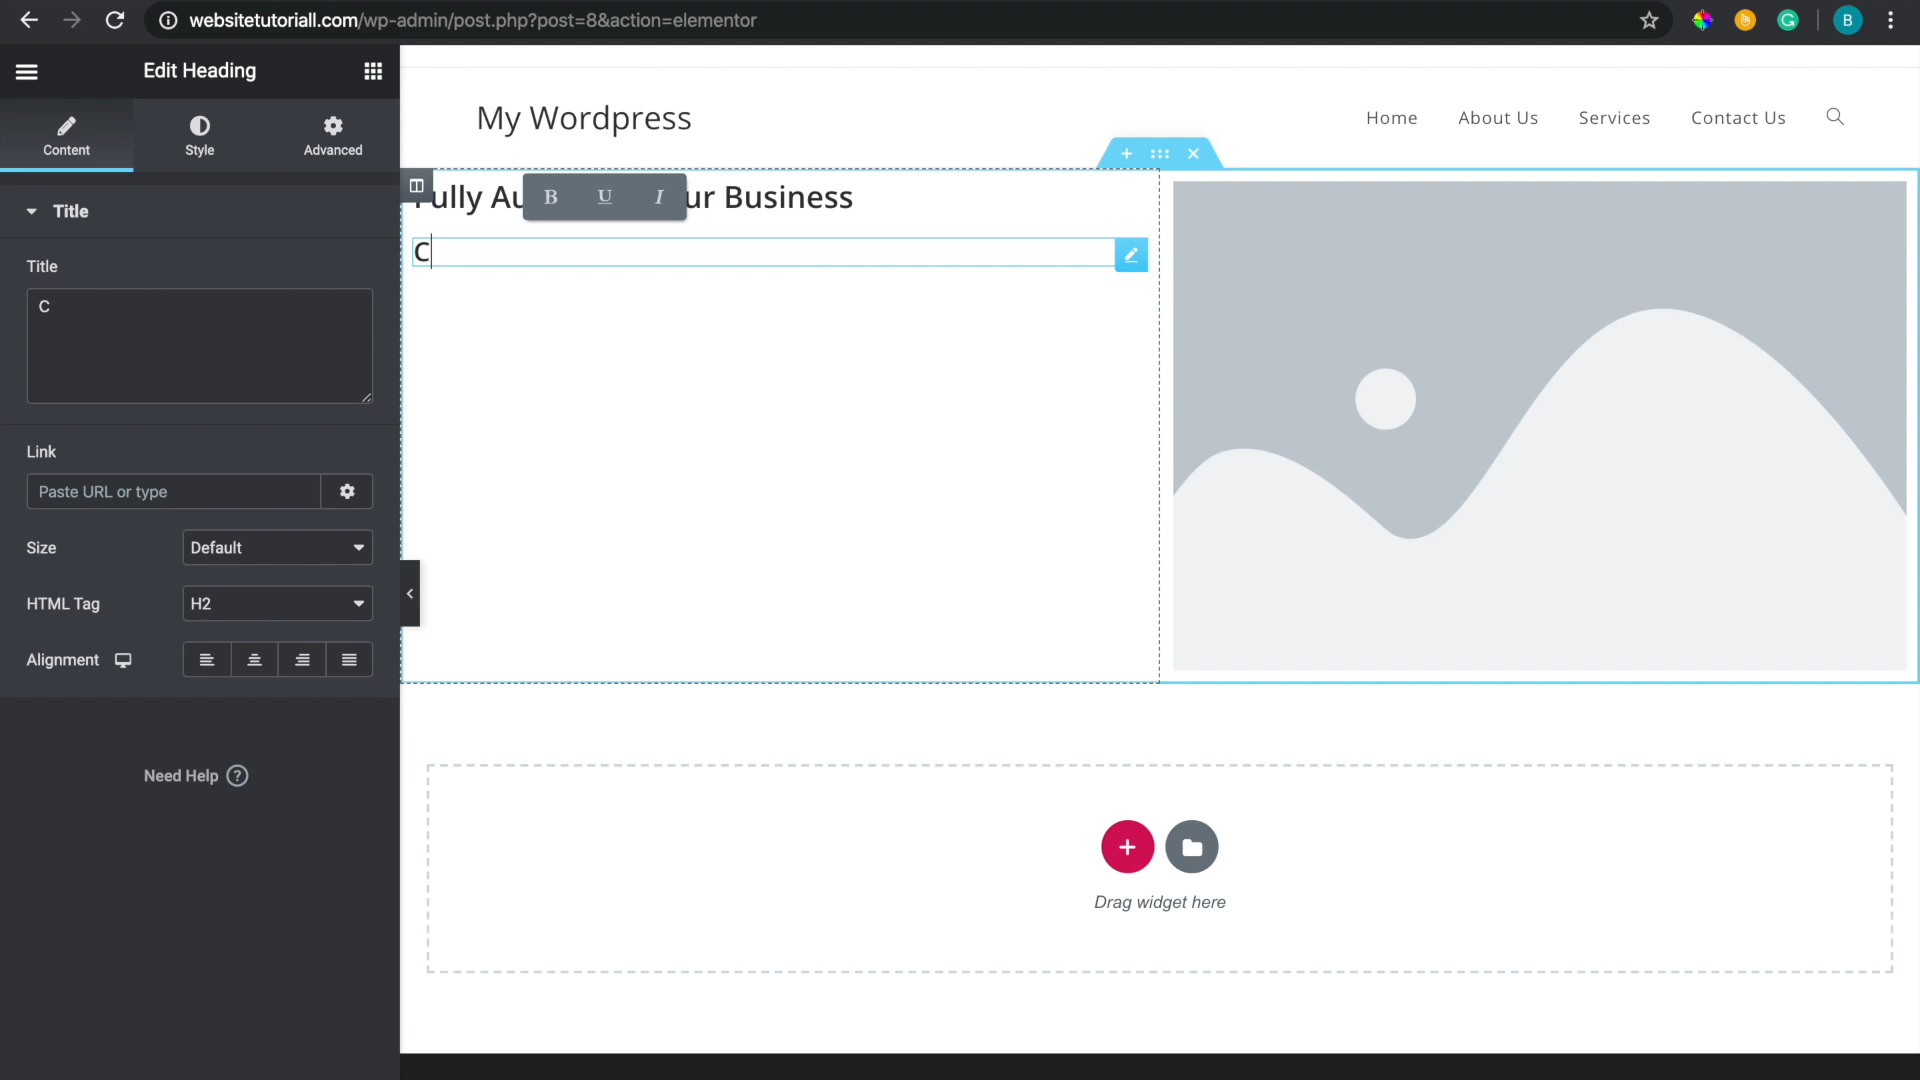 websitetutoriall.com/wp-admin/post.php?post=8&action=elementor
B
Edit Heading
Content
Style
Advanced
Title
Title
C
Link
Paste URL or type
Size
Default
HTML Tag
H2
Alignment
Need Help ?
My Wordpress
Home
About Us
Services
Contact Us
B U I
ully Au ur Business
C
Drag widget here